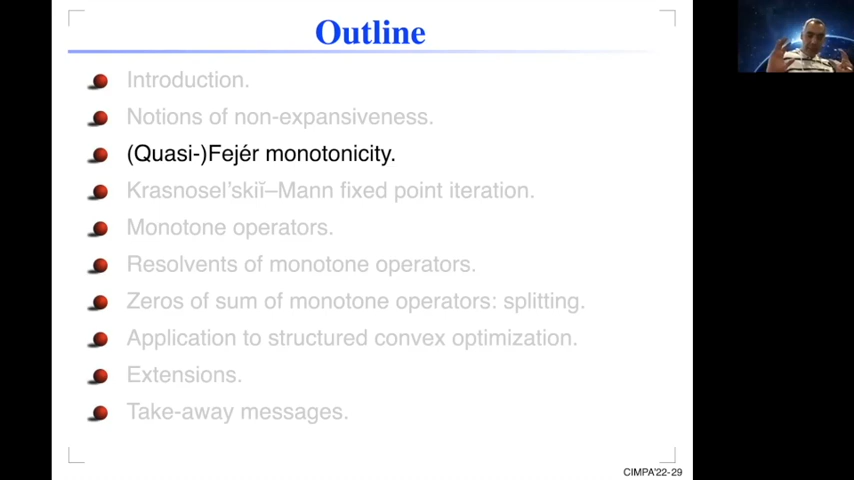 Outline
Introduction.
Notions of non-expansiveness.
(Quasi-)Fejér monotonicity.
Krasnosel'skiĭ–Mann fixed point iteration.
Monotone operators.
Resolvents of monotone operators.
Zeros of sum of monotone operators: splitting.
Application to structured convex optimization.
Extensions.
Take-away messages.
CIMPA'22-29